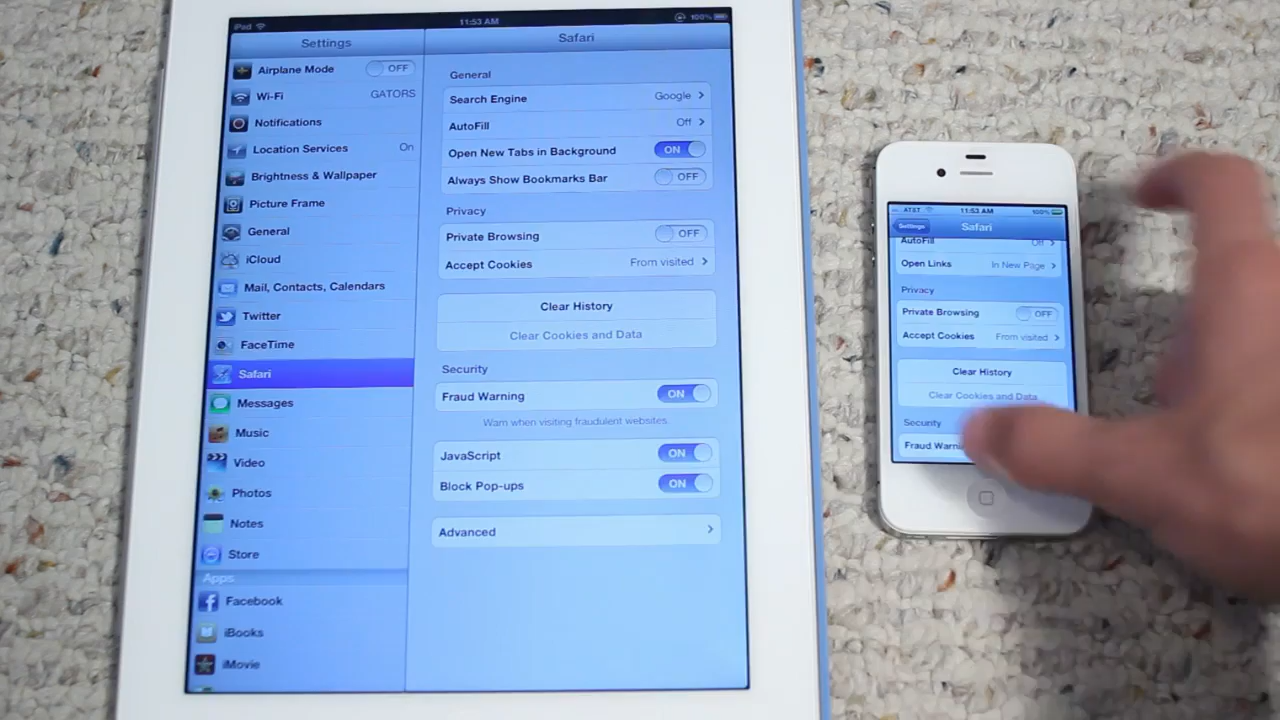 iPad 11:53 AM 100%
Settings
Airplane Mode OFF
Wi-Fi GATORS
Notifications
Location Services On
Brightness & Wallpaper
Picture Frame
General
iCloud
Mail, Contacts, Calendars
Twitter
FaceTime
Safari
Messages
Music
Video
Photos
Notes
Store
Apps
Facebook
iBooks
iMovie
Safari
General
Search Engine Google
AutoFill Off
Open New Tabs in Background ON
Always Show Bookmarks Bar OFF
Privacy
Private Browsing OFF
Accept Cookies From visited
Clear History
Clear Cookies and Data
Security
Fraud Warning ON
Warn when visiting fraudulent websites.
JavaScript ON
Block Pop-ups ON
Advanced
AT&T 11:53 AM 100%
Settings Safari
AutoFill Off
Open Links In New Page
Privacy
Private Browsing OFF
Accept Cookies From visited
Clear History
Clear Cookies and Data
Security
Fraud Warnin